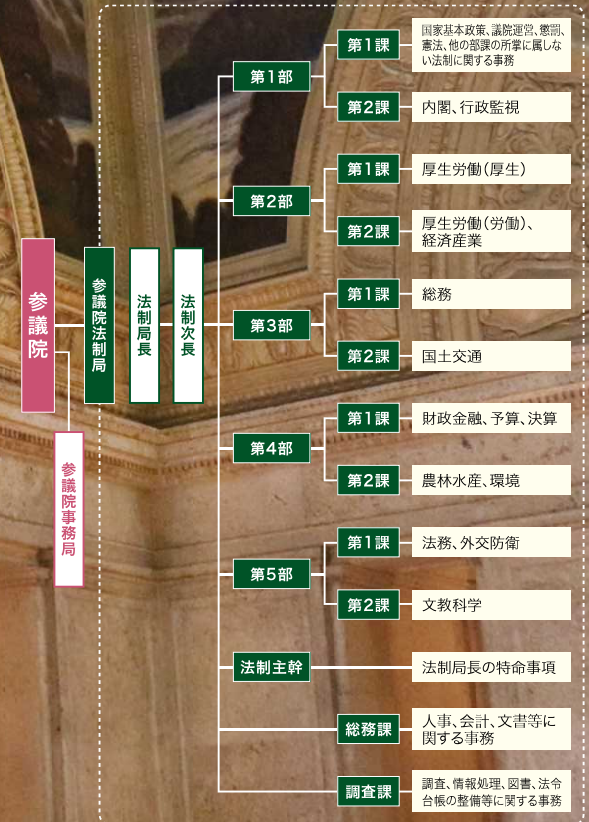 参議院
参議院事務局
参議院法制局
法制局長
法制次長
第1部
第1課
国家基本政策、議院運営、懲罰、
憲法、他の部課の所掌に属しな
い法制に関する事務
第2課
内閣、行政監視
第2部
第1課
厚生労働(厚生)
第2課
厚生労働(労働)、
経済産業
第3部
第1課
総務
第2課
国土交通
第4部
第1課
財政金融、予算、決算
第2課
農林水産、環境
第5部
第1課
法務、外交防衛
第2課
文教科学
法制主幹
法制局長の特命事項
総務課
人事、会計、文書等に
関する事務
調査課
調査、情報処理、図書、法令
台帳の整備等に関する事務